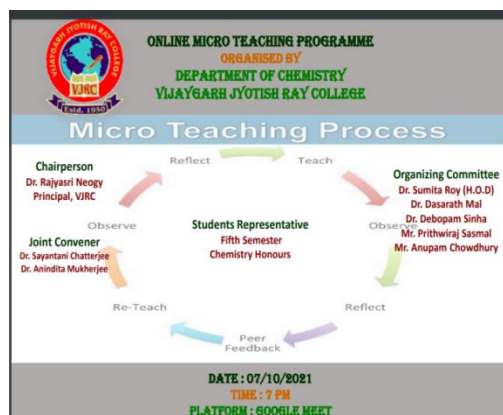 VIJAYGARH JYOTISH RAY COLLEGE
VJRC
Estd. 1950
ONLINE MICRO TEACHING PROGRAMME
ORGANISED BY
DEPARTMENT OF CHEMISTRY
VIJAYGARH JYOTISH RAY COLLEGE
Micro Teaching Process
Reflect
Teach
Chairperson
Dr. Rajyasri Neogy
Principal, VJRC
Observe
Joint Convener
Dr. Sayantani Chatterjee
Dr. Anindita Mukherjee
Re-Teach
Students Representative
Fifth Semester
Chemistry Honours
Organizing Committee
Dr. Sumita Roy (H.O.D)
Dr. Dasarath Mal
Dr. Debopam Sinha
Observe
Mr. Prithwiraj Sasmal
Mr. Anupam Chowdhury
Reflect
Peer
Feedback
DATE : 07/10/2021
TIME : 7 PM
PLATFORM : GOOGLE MEET